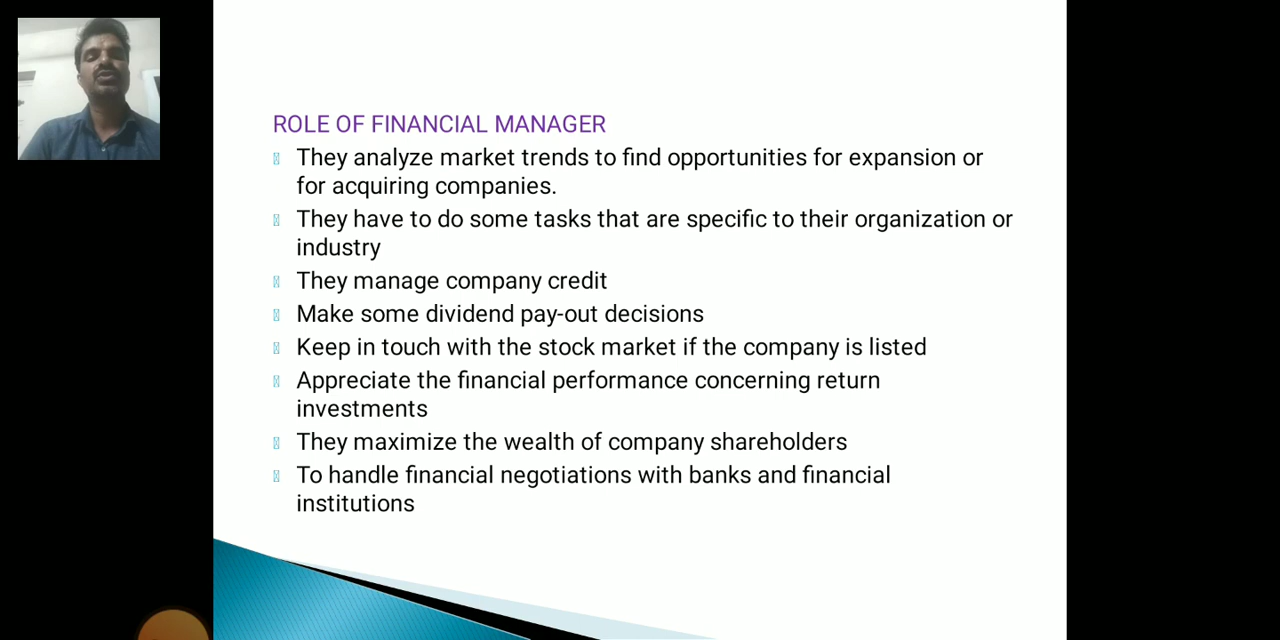 ROLE OF FINANCIAL MANAGER
They analyze market trends to find opportunities for expansion or
for acquiring companies.
They have to do some tasks that are specific to their organization or
industry
They manage company credit
Make some dividend pay-out decisions
Keep in touch with the stock market if the company is listed
Appreciate the financial performance concerning return
investments
They maximize the wealth of company shareholders
To handle financial negotiations with banks and financial
institutions